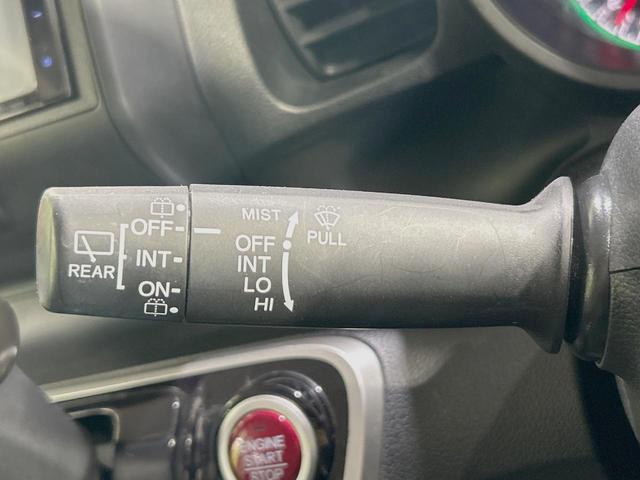 MIST
OFF
INT
LO
HI
PULL
REAR
OFF
INT
ON
ENGINE
START
STOP